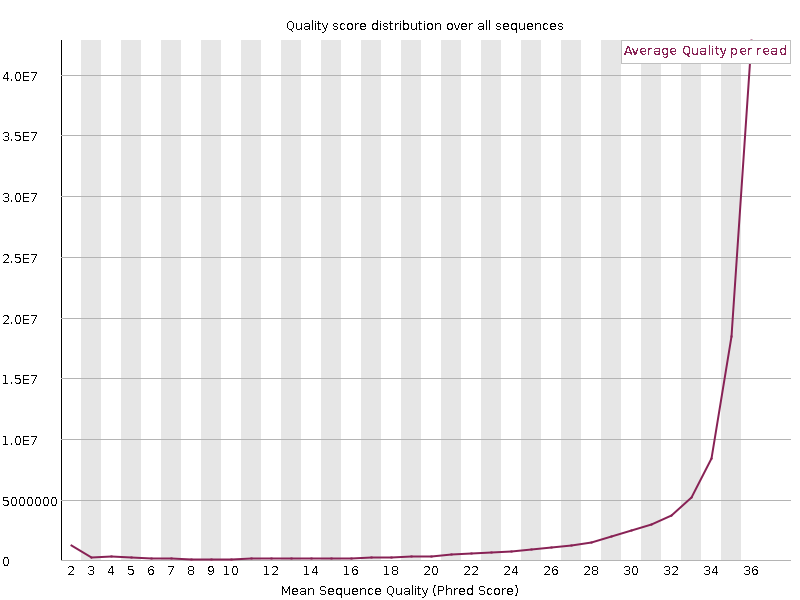 Quality score distribution over all sequences
Average Quality per read
4.0E7
3.5E7
3.0E7
2.5E7
2.0E7
1.5E7
1.0E7
5000000
0
2 3 4 5 6 7 8 9 10 12 14 16 18 20 22 24 26 28 30 32 34 36
Mean Sequence Quality (Phred Score)